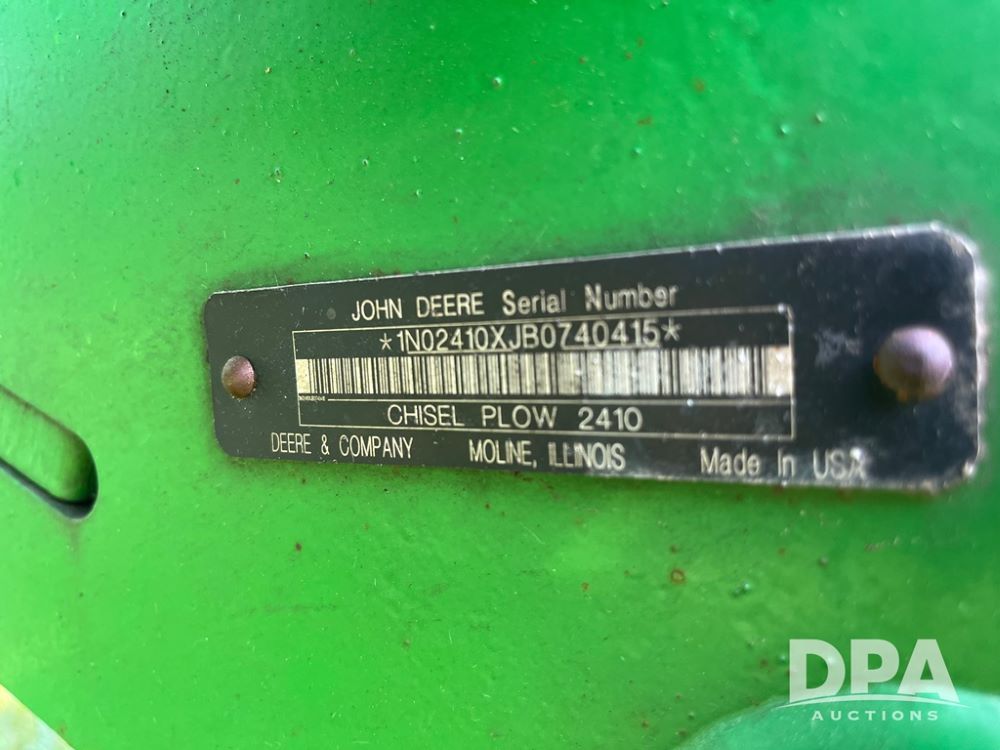 JOHN DEERE Serial Number
*1N02410XJB0740415*
CHISEL PLOW 2410
DEERE & COMPANY MOLINE, ILLINOIS Made In USA
DPA
AUCTIONS